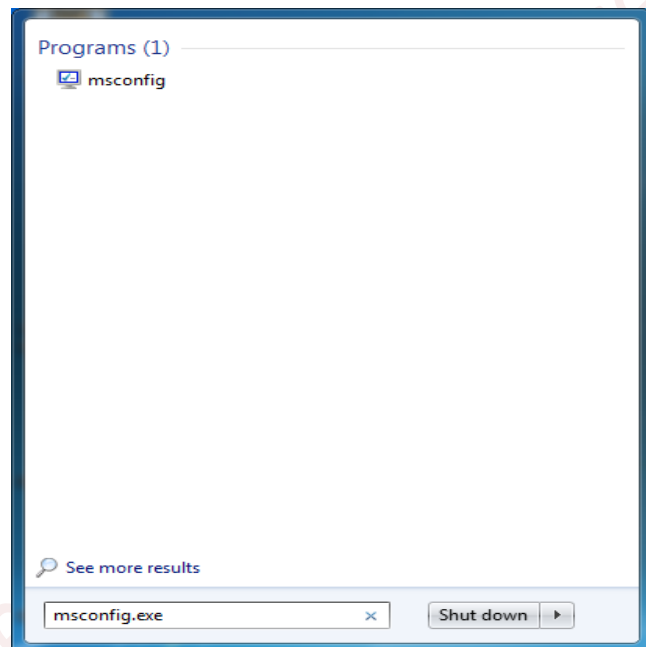 Programs (1)
msconfig
See more results
msconfig.exe
Shut down